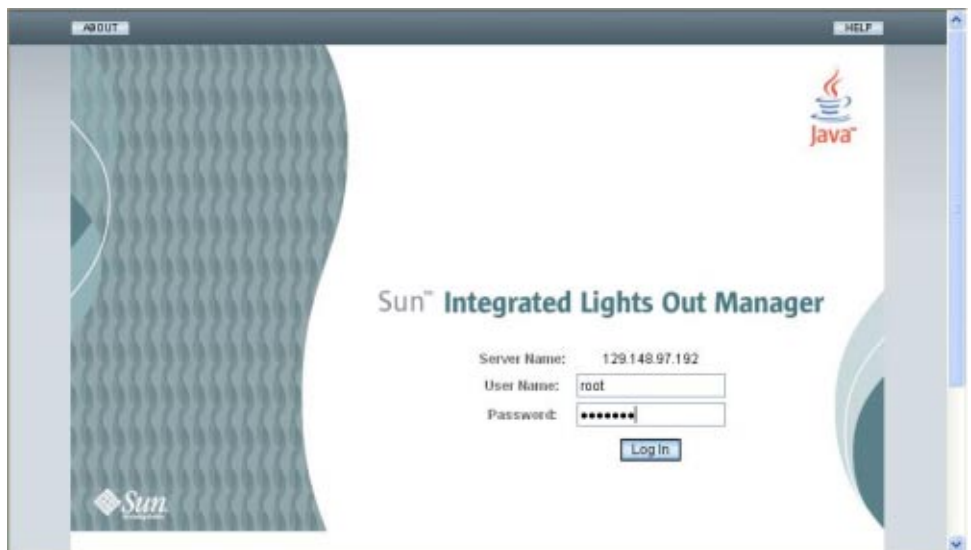 ABOUT
HELP
Java™
Sun™ Integrated Lights Out Manager
Server Name: 129.148.97.192
User Name: root
Password: •••••••
Log In
Sun